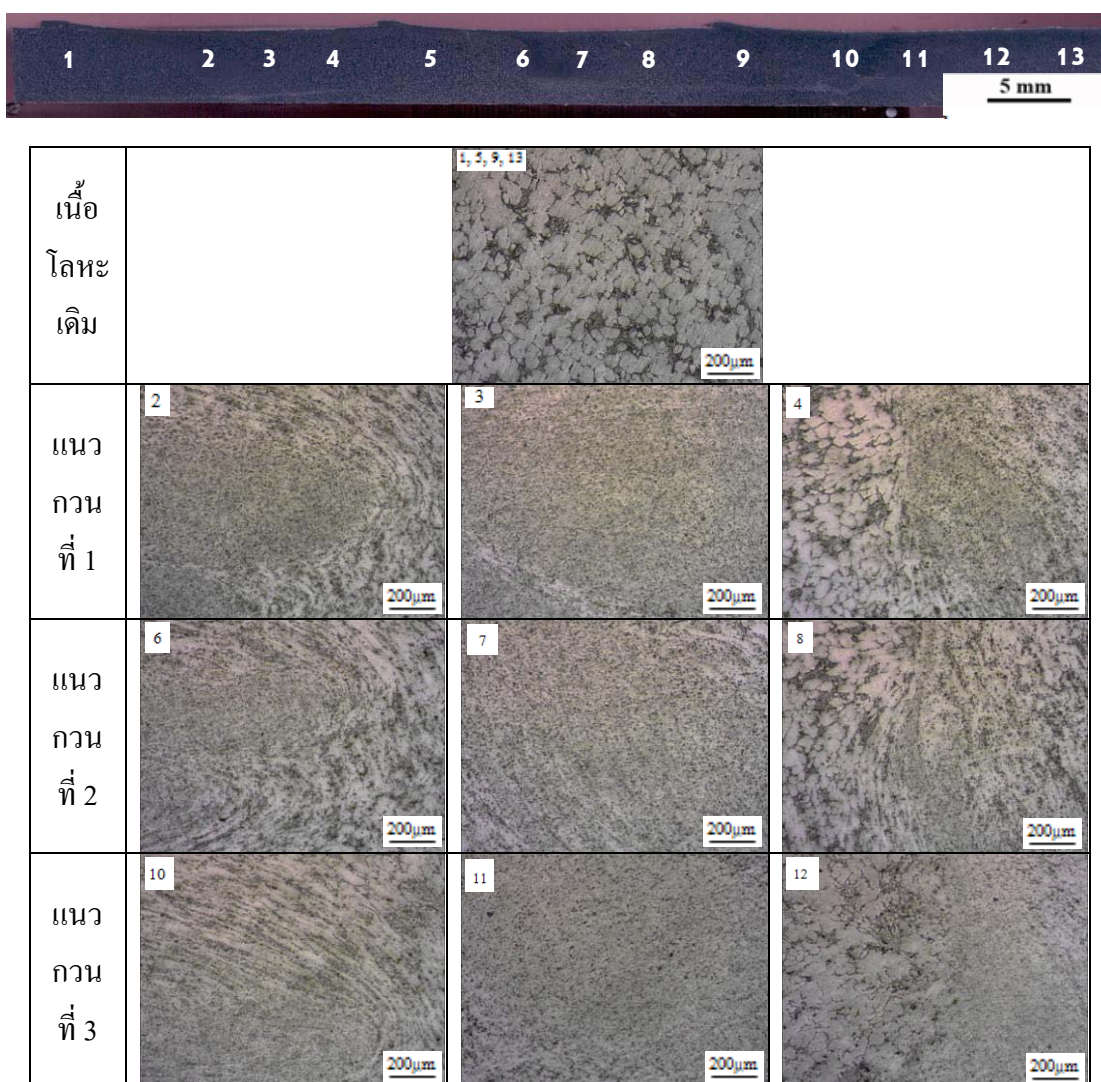 1 2 3 4 5 6 7 8 9 10 11 12 13
5 mm
เนื้อ
โลหะ
เดิม
1, 5, 9, 13
200μm
แนว
กวน
ที่ 1
2
200μm
3
200μm
4
200μm
แนว
กวน
ที่ 2
6
200μm
7
200μm
8
200μm
แนว
กวน
ที่ 3
10
200μm
11
200μm
12
200μm